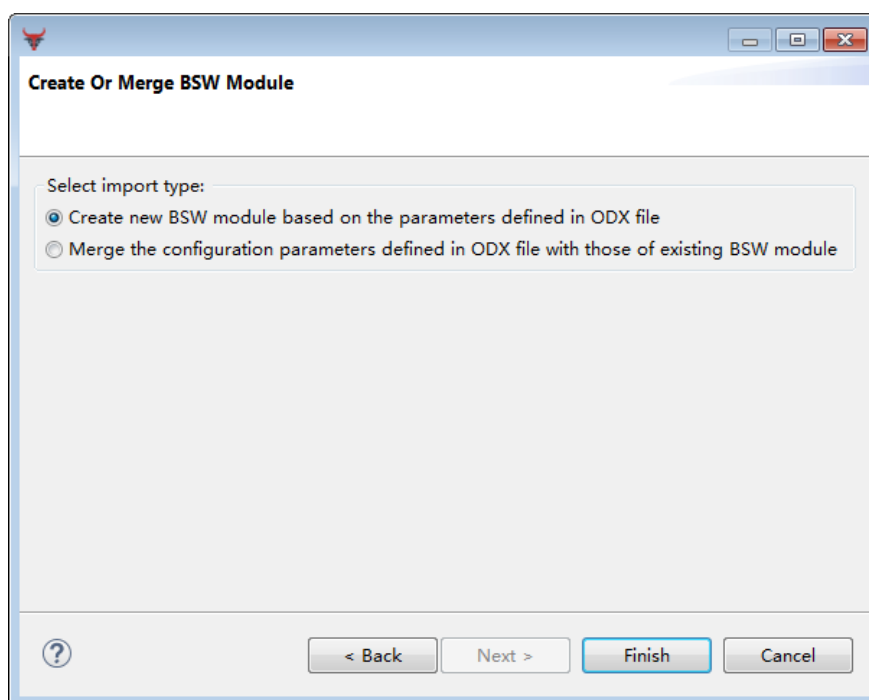 Create Or Merge BSW Module
Select import type:
Create new BSW module based on the parameters defined in ODX file
Merge the configuration parameters defined in ODX file with those of existing BSW module
?
< Back
Next >
Finish
Cancel